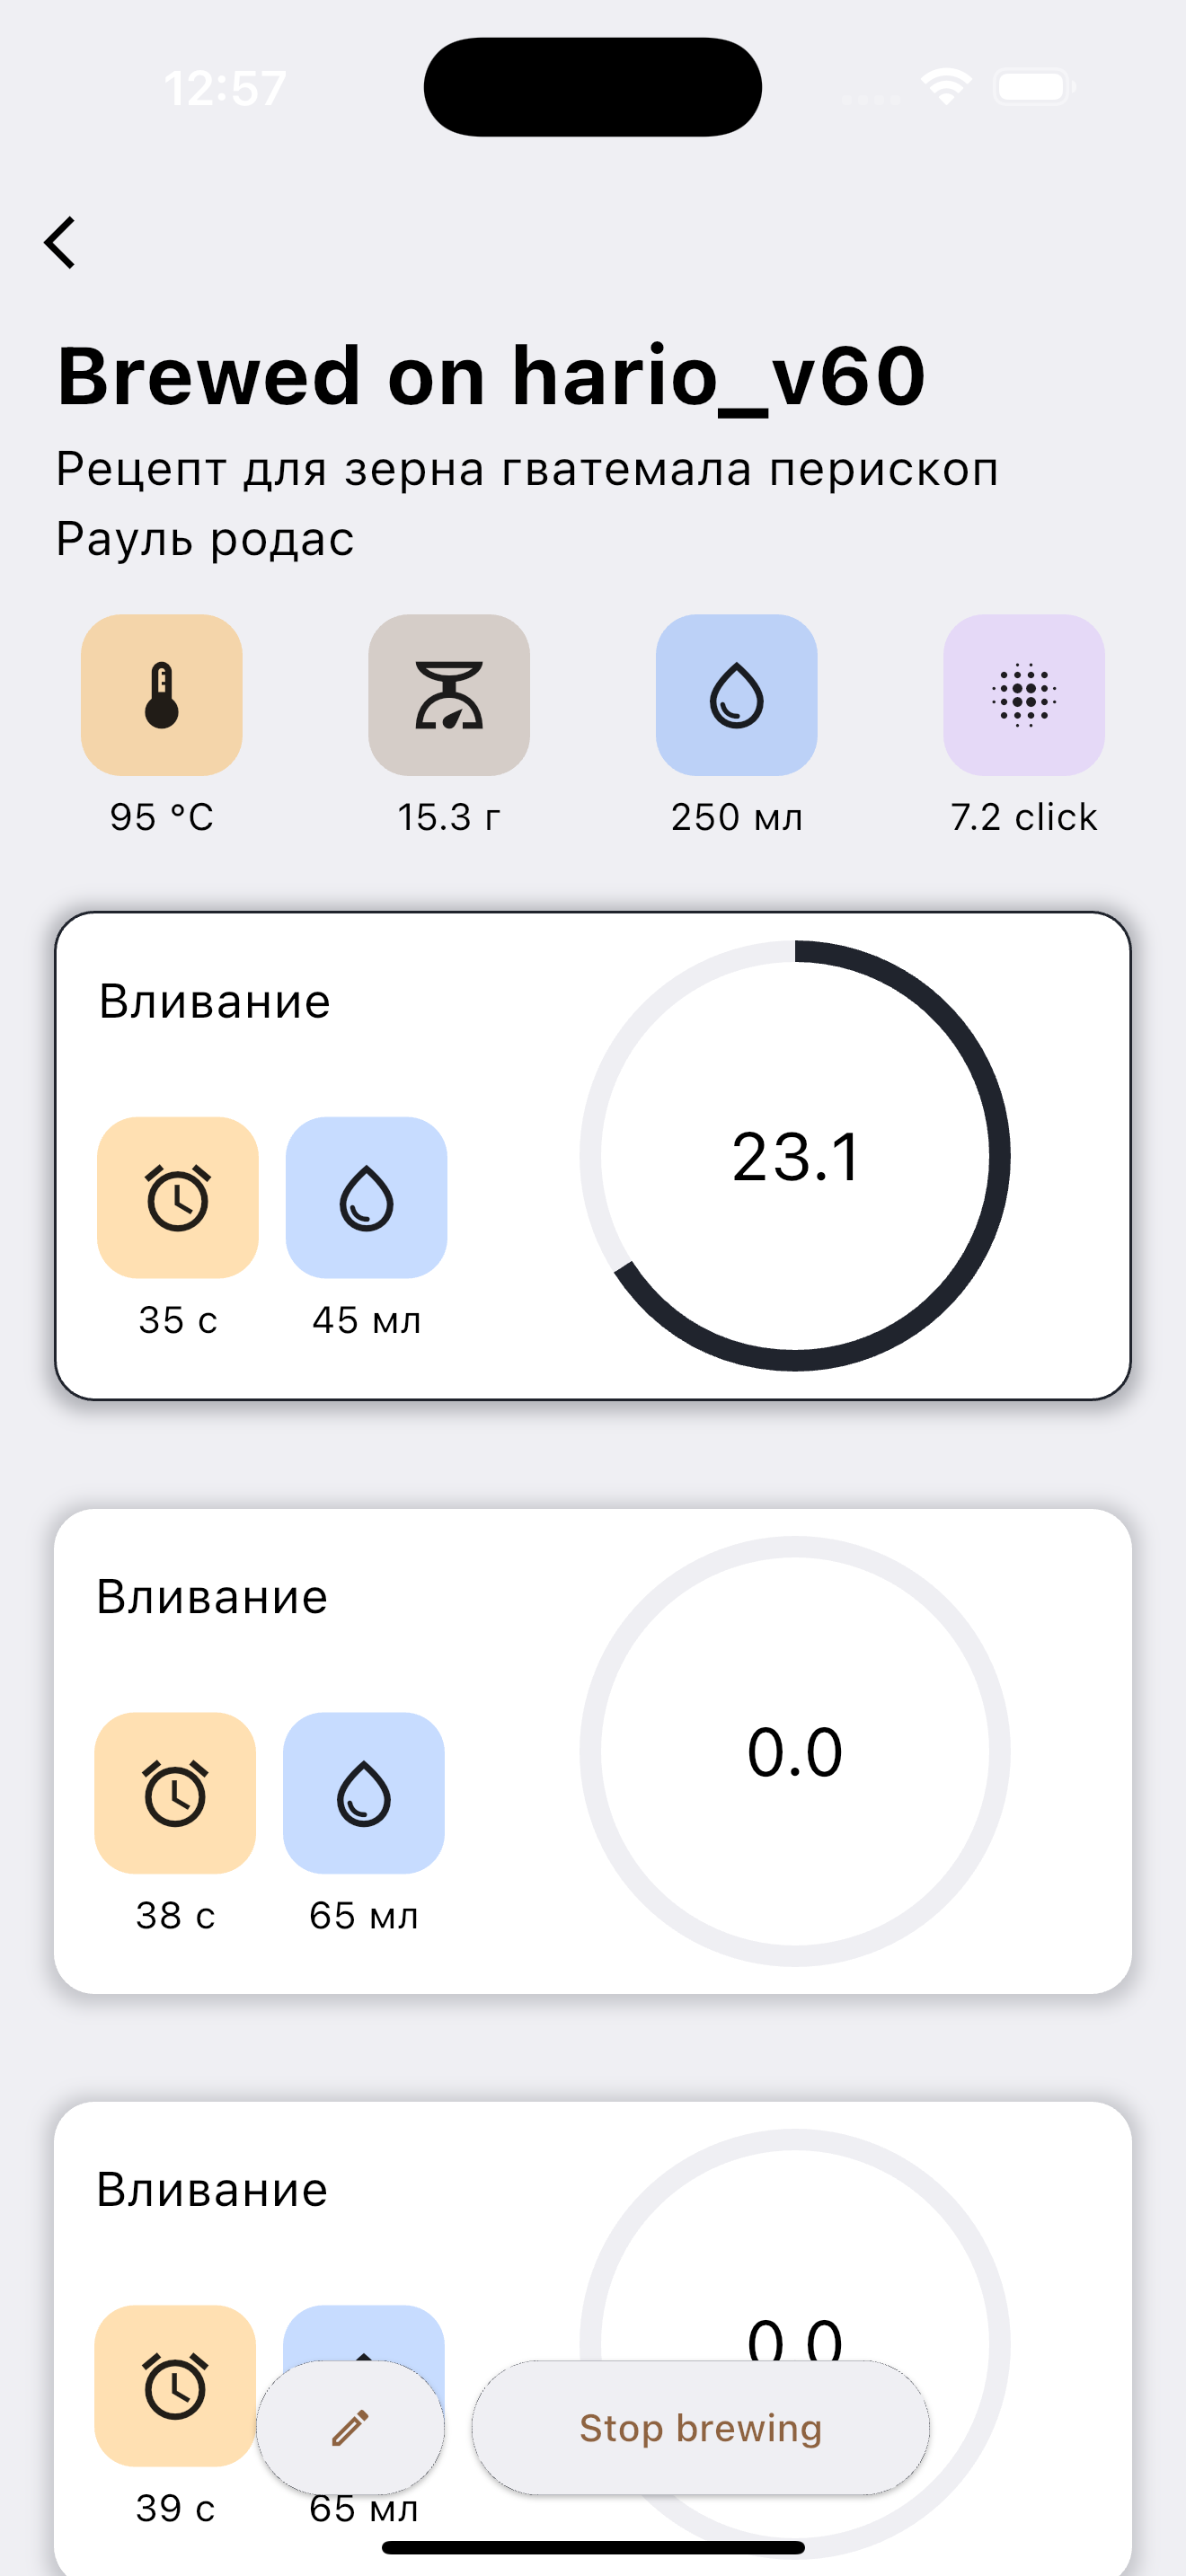 12:57
Brewed on hario_v60
Рецепт для зерна гватемала перископ
Рауль родас
95 °C
15.3 г
250 мл
7.2 click
Вливание
23.1
35 с
45 мл
Вливание
0.0
38 с
65 мл
Вливание
0.0
Stop brewing
39 с
65 мл